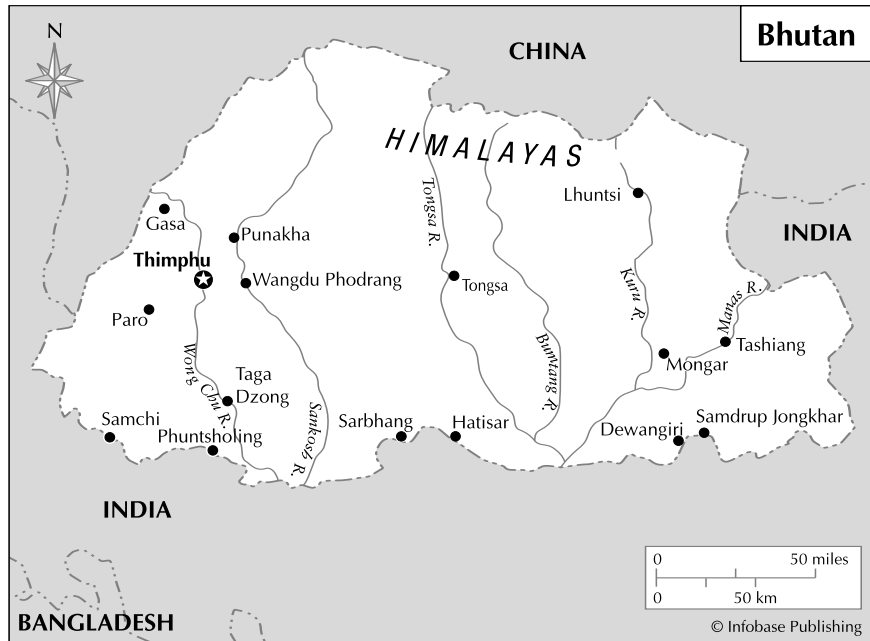 N
CHINA
Bhutan
HIMALAYAS
Lhuntsi
Tongsa R.
Gasa
Punakha
INDIA
Thimphu
Wangdu Phodrang
Tongsa
Kuru R.
Manas R.
Paro
Tashiang
Mongar
Wong Chu R.
Bumtang R.
Taga
Dzong
Sankosh R.
Samchi
Phuntsholing
Sarbhang
Hatisar
Dewangiri
Samdrup Jongkhar
INDIA
0 50 miles
0 50 km
BANGLADESH
© Infobase Publishing